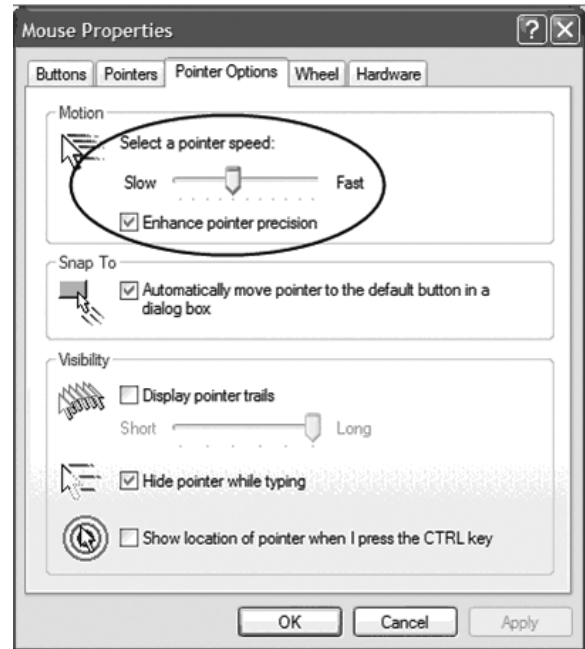 Mouse Properties
Buttons Pointers Pointer Options Wheel Hardware
Motion
Select a pointer speed:
Slow Fast
Enhance pointer precision
Snap To
Automatically move pointer to the default button in a
dialog box
Visibility
Display pointer trails
Short Long
Hide pointer while typing
Show location of pointer when I press the CTRL key
OK Cancel Apply